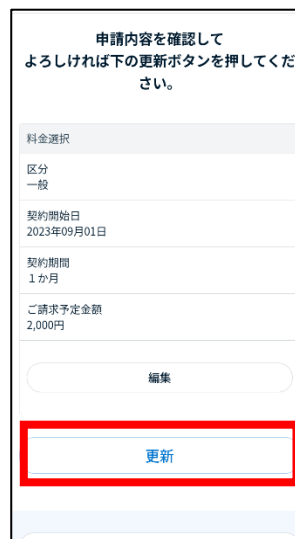 申請内容を確認して
よろしければ下の更新ボタンを押してくだ
さい。
料金選択
区分
一般
契約開始日
2023年09月01日
契約期間
１か月
ご請求予定金額
2,000円
編集
更新